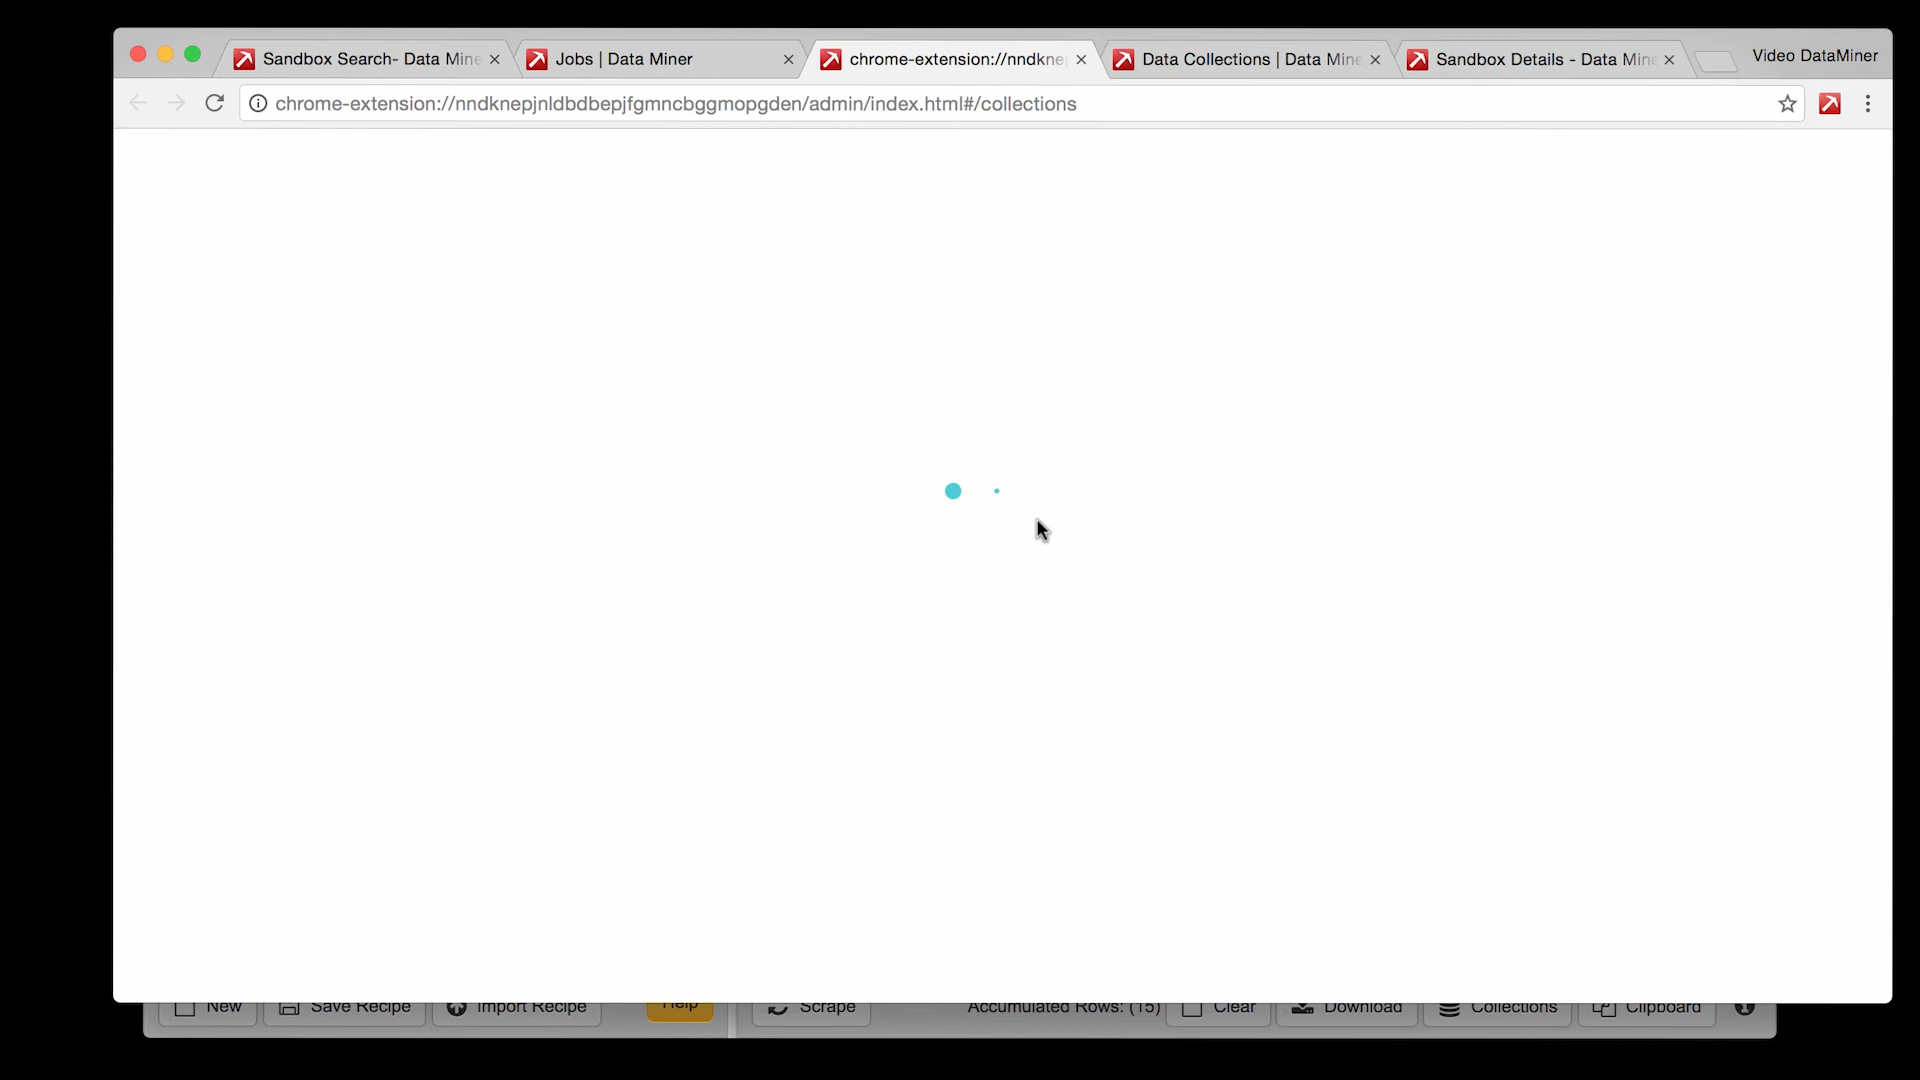 Sandbox Search- Data Mine
Jobs | Data Miner
chrome-extension://nndkne
Data Collections | Data Mine
Sandbox Details - Data Mine
Video DataMiner
chrome-extension://nndknepjnldbdbepjfgmncbggmopgden/admin/index.html#/collections
New Save Recipe Import Recipe Help Scrape Accumulated Rows: (15) Clear Download Collections Clipboard